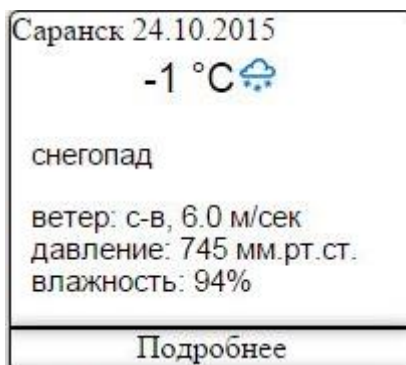 Саранск 24.10.2015
-1 °C
снегопад
ветер: с-в, 6.0 м/сек
давление: 745 мм.рт.ст.
влажность: 94%
Подробнее